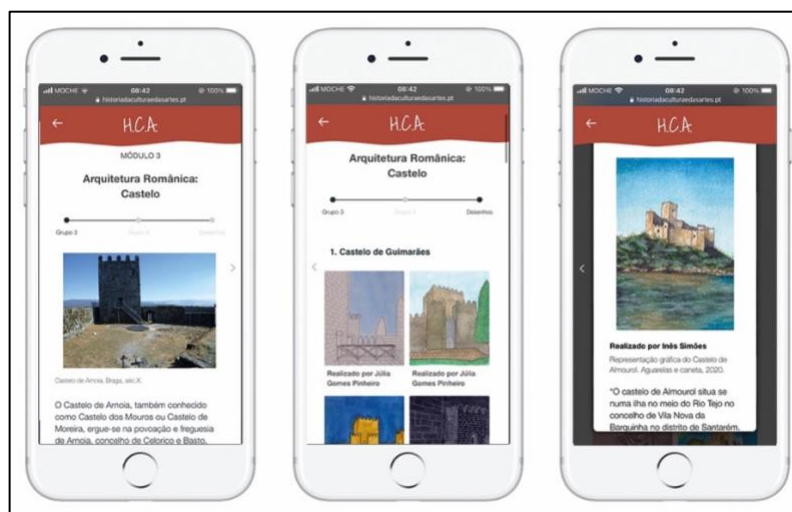 MOCHE
08:42
100%
historiadaculturaedasartes.pt
H.C.A.
MÓDULO 3
Arquitetura Românica:
Castelo
Grupo 3
Desenhos
Castelo de Arnoia, Braga, séc.X.
O Castelo de Arnoia, também conhecido
como Castelo dos Mouros ou Castelo de
Moreira, ergue-se na povoação e freguesia
de Arnoia, concelho de Celorico e Basto,
MOCHE
08:42
100%
historiadaculturaedasartes.pt
H.C.A.
Arquitetura Românica:
Castelo
Grupo 3
Desenhos
1. Castelo de Guimarães
Realizado por Júlia
Gomes Pinheiro
Realizado por Júlia
Gomes Pinheiro
MOCHE
08:42
100%
historiadaculturaedasartes.pt
H.C.A.
Realizado por Inês Simões
Representação gráfica do Castelo de
Almourol. Aguarelas e caneta, 2020.
"O castelo de Almourol situa se
numa ilha no meio do Rio Tejo no
concelho de Vila Nova da
Barquinha no distrito de Santarém,